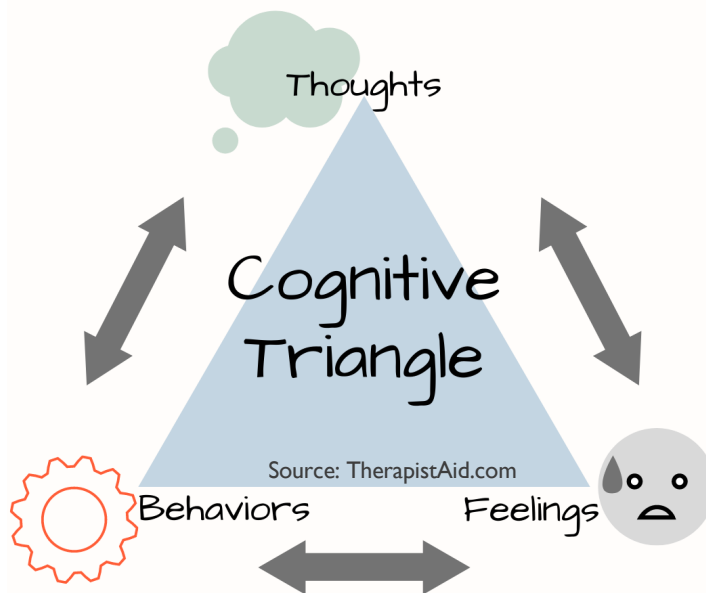 Thoughts
Cognitive
Triangle
Source: TherapistAid.com
Behaviors
Feelings